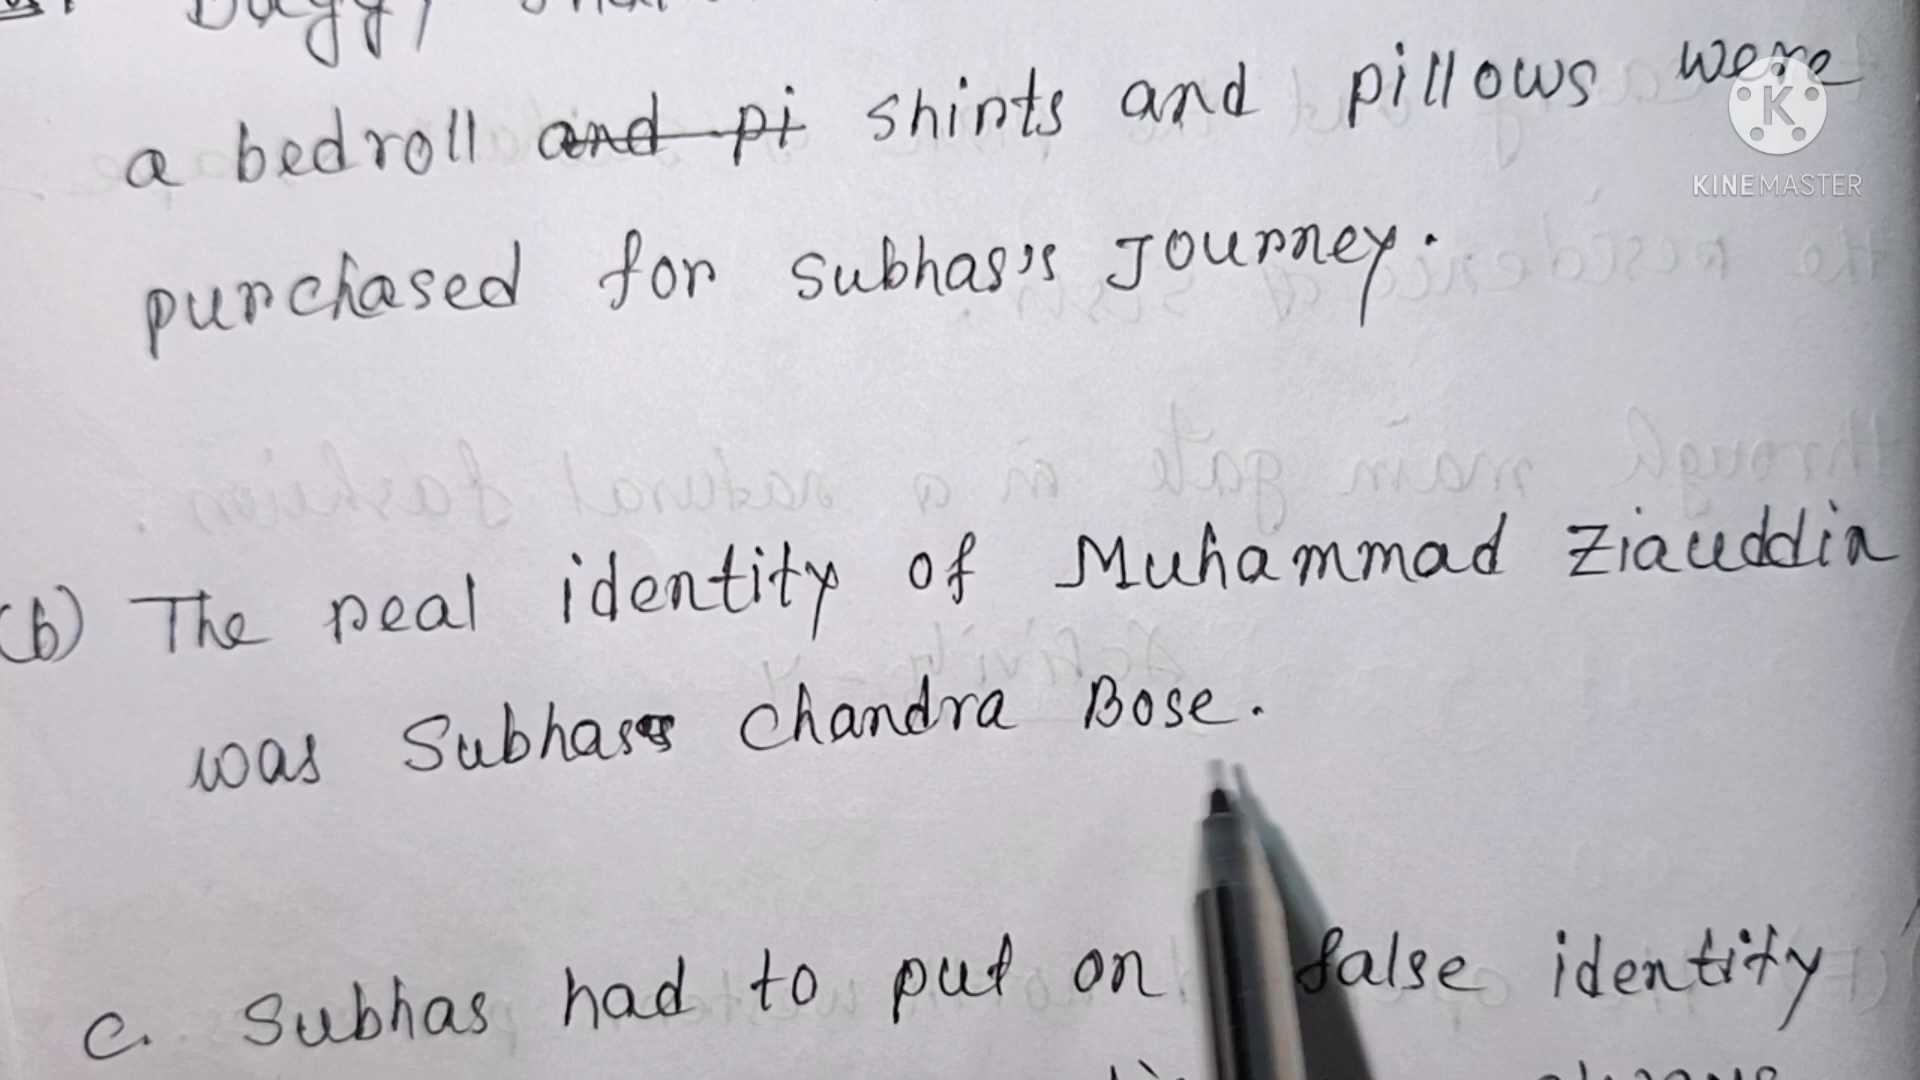 a bedroll and pi shirts and pillows were
KINEMASTER
purchased for Subhas's Journey.
(b) The real identity of Muhammad Ziauddin
was Subhas Chandra Bose.
c. Subhas had to put on false identity